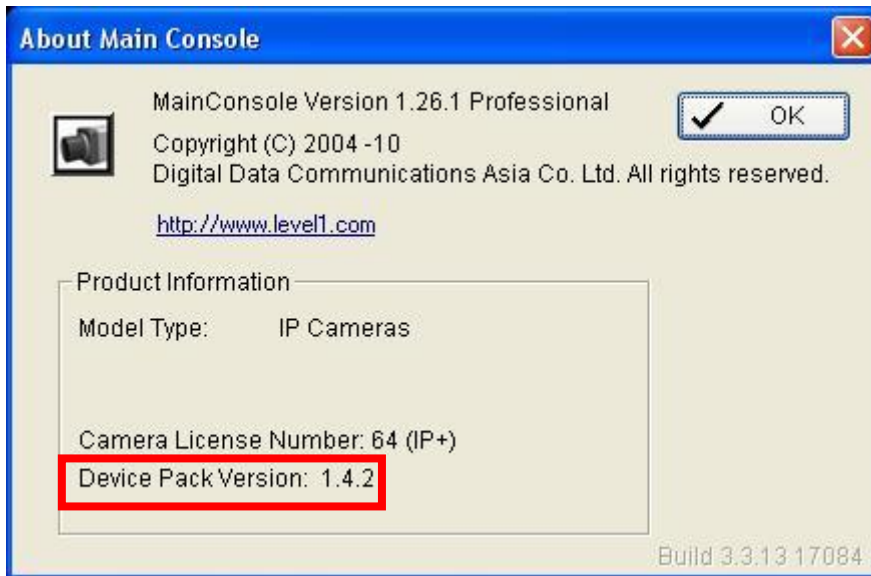 About Main Console
MainConsole Version 1.26.1 Professional
OK
Copyright (C) 2004 -10
Digital Data Communications Asia Co. Ltd. All rights reserved.
http://www.level1.com
Product Information
Model Type: IP Cameras
Camera License Number: 64 (IP+)
Device Pack Version: 1.4.2
Build 3.3.13 17084